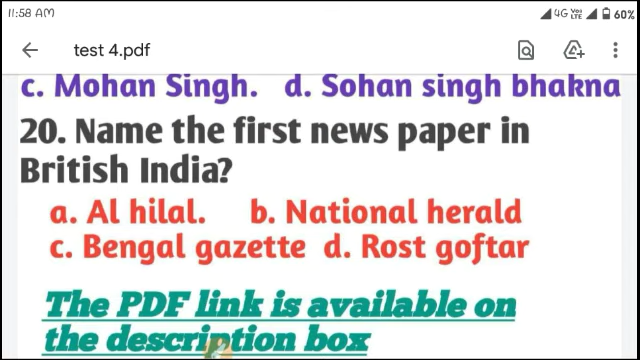 11:58 AM 4G Vo) LTE 60%
test 4.pdf
c. Mohan Singh. d. Sohan singh bhakna
20. Name the first news paper in
British India?
a. Al hilal. b. National herald
c. Bengal gazette d. Rost goftar
The PDF link is available on
the description box